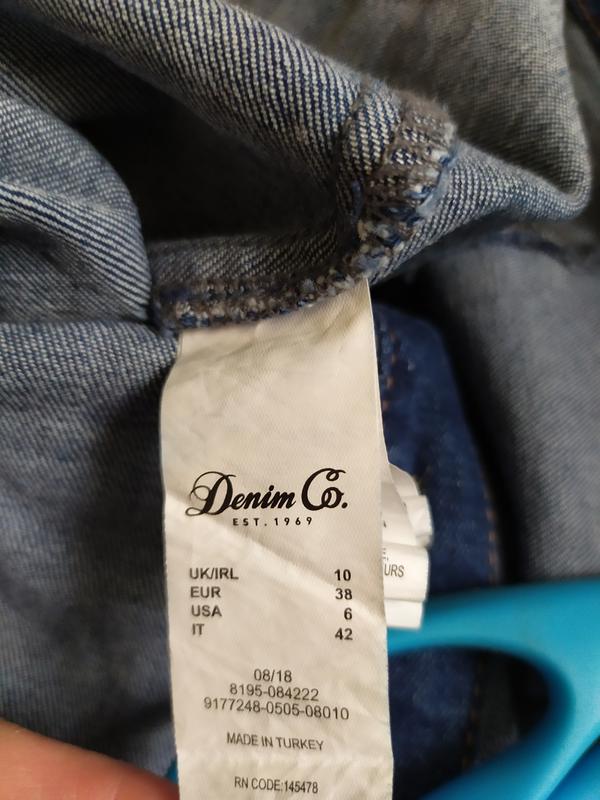 Denim Co.
EST. 1969
UK/IRL 10
EUR 38
USA 6
IT 42
08/18
8195-084222
9177248-0505-08010
MADE IN TURKEY
RN CODE:145478
URS